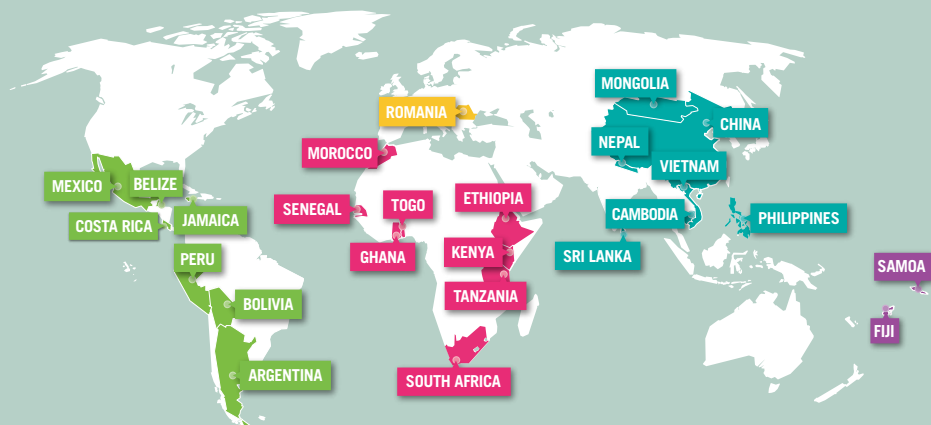 MONGOLIA
ROMANIA
CHINA
NEPAL
MOROCCO
VIETNAM
MEXICO
BELIZE
ETHIOPIA
SENEGAL
TOGO
CAMBODIA
PHILIPPINES
COSTA RICA
JAMAICA
KENYA
GHANA
SRI LANKA
PERU
SAMOA
TANZANIA
BOLIVIA
FIJI
ARGENTINA
SOUTH AFRICA